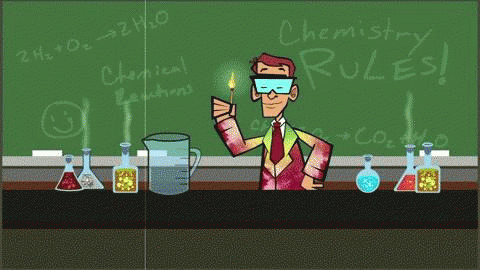 2H₂+O₂→2H₂O
Chemistry
RuLES!
Chemical
Reactions
→CO₂+H₂O